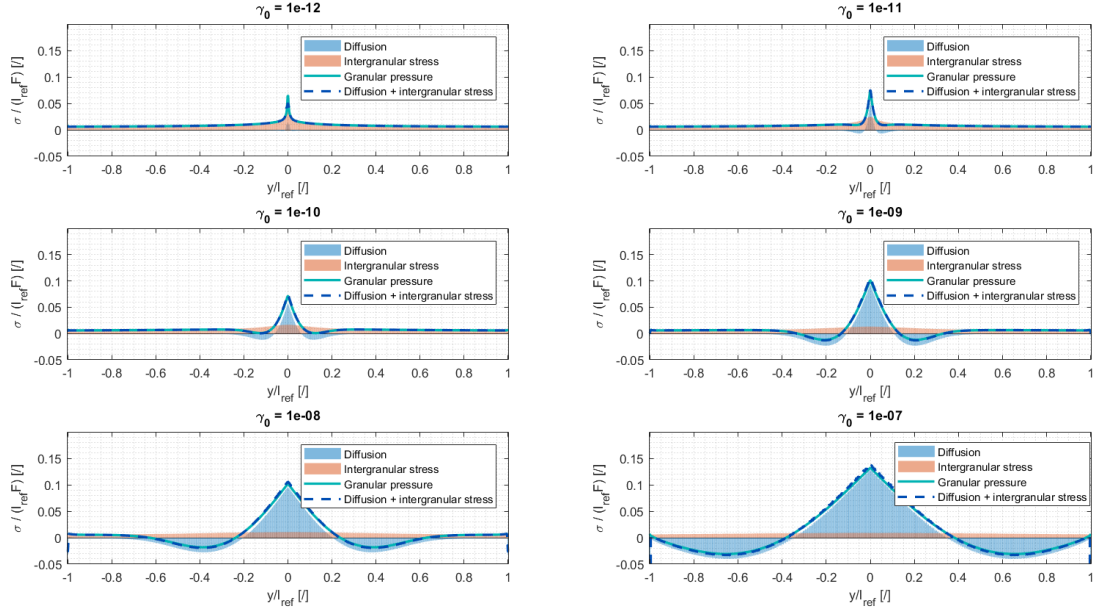 γ0 = 1e-12
σ / (lrefF) [/]
0.15
0.1
0.05
0
-0.05
Diffusion
Intergranular stress
Granular pressure
Diffusion + intergranular stress
-1 -0.8 -0.6 -0.4 -0.2 0 0.2 0.4 0.6 0.8 1
y/lref [/]
γ0 = 1e-11
σ / (lrefF) [/]
0.15
0.1
0.05
0
-0.05
Diffusion
Intergranular stress
Granular pressure
Diffusion + intergranular stress
-1 -0.8 -0.6 -0.4 -0.2 0 0.2 0.4 0.6 0.8 1
y/lref [/]
γ0 = 1e-10
σ / (lrefF) [/]
0.15
0.1
0.05
0
-0.05
Diffusion
Intergranular stress
Granular pressure
Diffusion + intergranular stress
-1 -0.8 -0.6 -0.4 -0.2 0 0.2 0.4 0.6 0.8 1
y/lref [/]
γ0 = 1e-09
σ / (lrefF) [/]
0.15
0.1
0.05
0
-0.05
Diffusion
Intergranular stress
Granular pressure
Diffusion + intergranular stress
-1 -0.8 -0.6 -0.4 -0.2 0 0.2 0.4 0.6 0.8 1
y/lref [/]
γ0 = 1e-08
σ / (lrefF) [/]
0.15
0.1
0.05
0
-0.05
Diffusion
Intergranular stress
Granular pressure
Diffusion + intergranular stress
-1 -0.8 -0.6 -0.4 -0.2 0 0.2 0.4 0.6 0.8 1
y/lref [/]
γ0 = 1e-07
σ / (lrefF) [/]
0.15
0.1
0.05
0
-0.05
Diffusion
Intergranular stress
Granular pressure
Diffusion + intergranular stress
-1 -0.8 -0.6 -0.4 -0.2 0 0.2 0.4 0.6 0.8 1
y/lref [/]